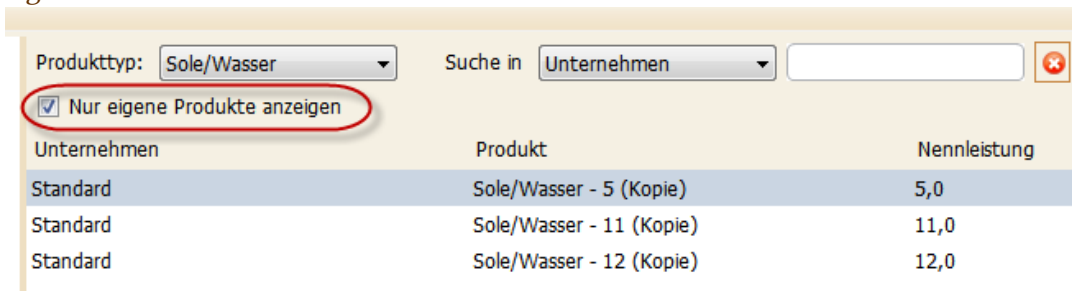 Produkttyp: Sole/Wasser Suche in Unternehmen
Nur eigene Produkte anzeigen
Unternehmen Produkt Nennleistung
Standard Sole/Wasser - 5 (Kopie) 5,0
Standard Sole/Wasser - 11 (Kopie) 11,0
Standard Sole/Wasser - 12 (Kopie) 12,0